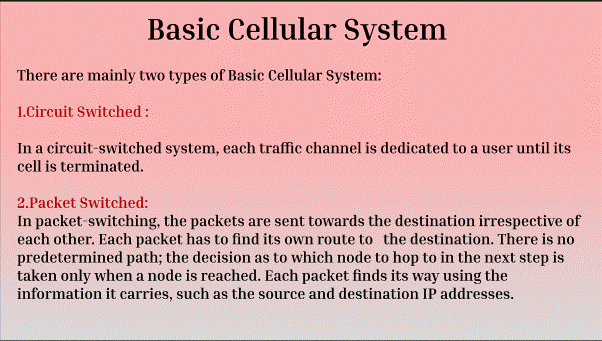 Basic Cellular System
There are mainly two types of Basic Cellular System:
1.Circuit Switched :
In a circuit-switched system, each traffic channel is dedicated to a user until its
cell is terminated.
2.Packet Switched:
In packet-switching, the packets are sent towards the destination irrespective of
each other. Each packet has to find its own route to the destination. There is no
predetermined path; the decision as to which node to hop to in the next step is
taken only when a node is reached. Each packet finds its way using the
information it carries, such as the source and destination IP addresses.